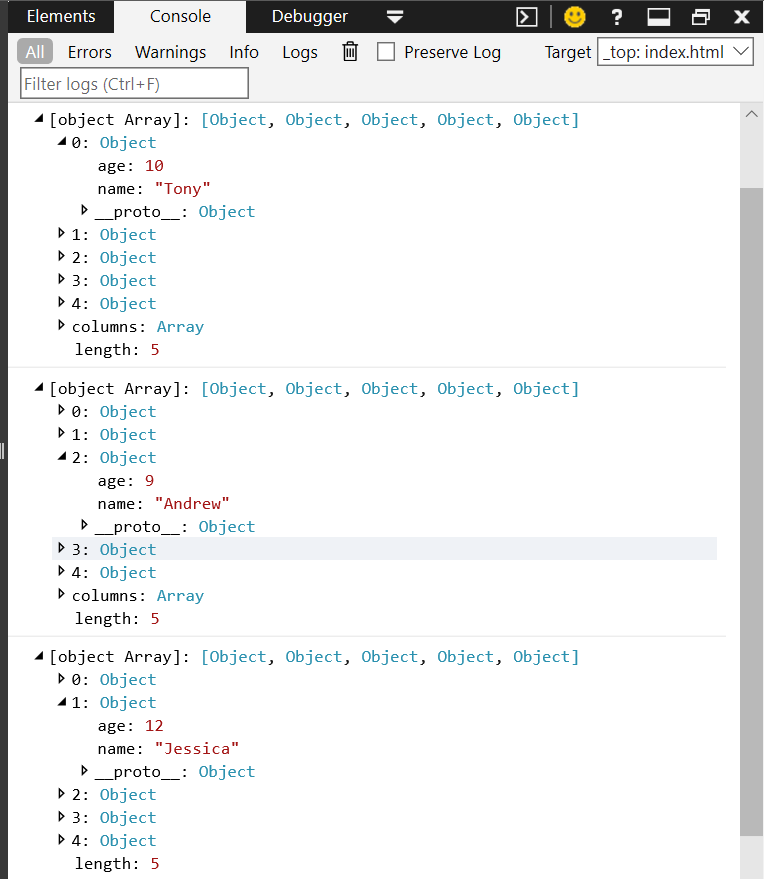 Elements Console Debugger ?
All Errors Warnings Info Logs Preserve Log Target _top: index.html
Filter logs (Ctrl+F)
[object Array]: [Object, Object, Object, Object, Object]
0: Object
age: 10
name: "Tony"
__proto__: Object
1: Object
2: Object
3: Object
4: Object
columns: Array
length: 5
[object Array]: [Object, Object, Object, Object, Object]
0: Object
1: Object
2: Object
age: 9
name: "Andrew"
__proto__: Object
3: Object
4: Object
columns: Array
length: 5
[object Array]: [Object, Object, Object, Object, Object]
0: Object
1: Object
age: 12
name: "Jessica"
__proto__: Object
2: Object
3: Object
4: Object
length: 5